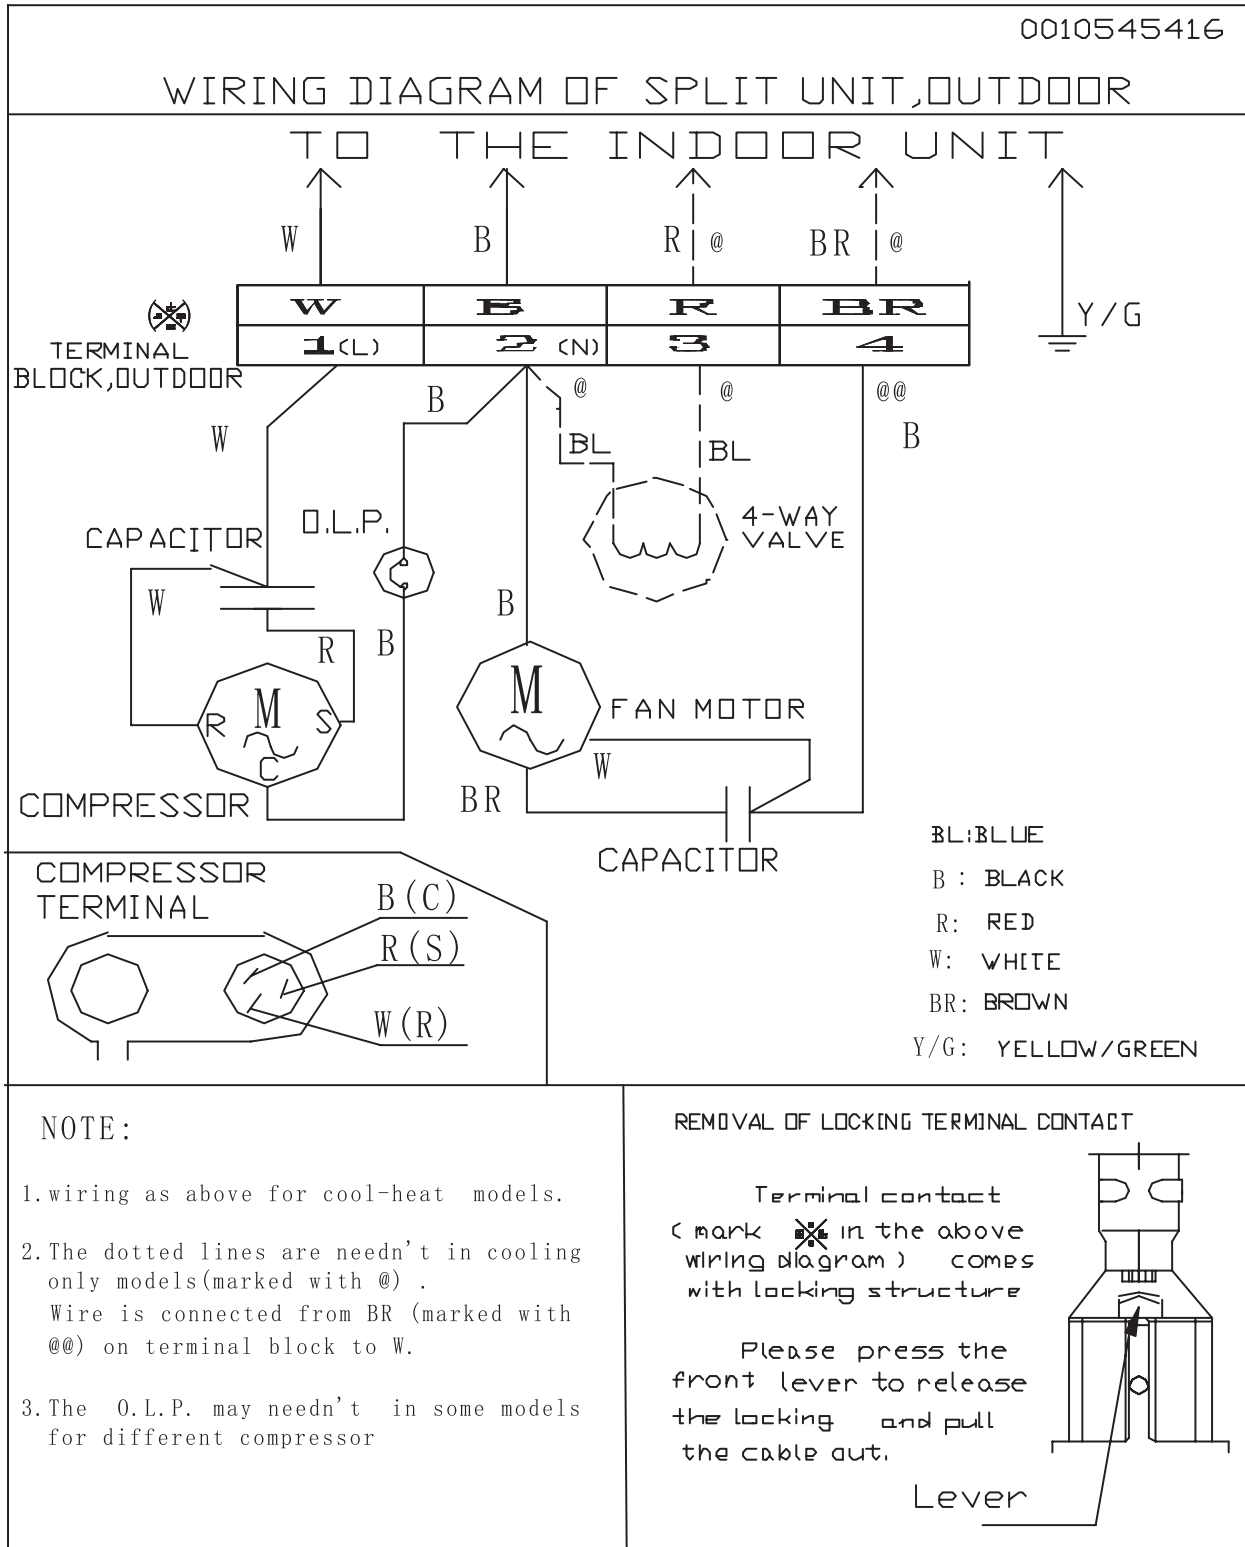 0010545416
WIRING DIAGRAM OF SPLIT UNIT,OUTDOOR
TO THE INDOOR UNIT
W B R @ BR @
Y/G
W B R BR
1(L) 2 (N) 3 4
TERMINAL
BLOCK,OUTDOOR
W B @ @ @@
B
BL BL
CAPACITOR
O.L.P.
4-WAY
VALVE
W R B B
M
R S
C
COMPRESSOR
M
FAN MOTOR
W
BR
CAPACITOR
BL:BLUE
B : BLACK
R: RED
W: WHITE
BR: BROWN
Y/G: YELLOW/GREEN
COMPRESSOR
TERMINAL
B(C)
R(S)
W(R)
NOTE:
1.wiring as above for cool-heat models.
2.The dotted lines are needn't in cooling
only models(marked with @) .
Wire is connected from BR (marked with
@@) on terminal block to W.
3.The O.L.P. may needn't in some models
for different compressor
REMOVAL OF LOCKING TERMINAL CONTACT
Terminal contact
(mark ※ in the above
wiring diagram) comes
with locking structure
Please press the
front lever to release
the locking and pull
the cable out.
Lever